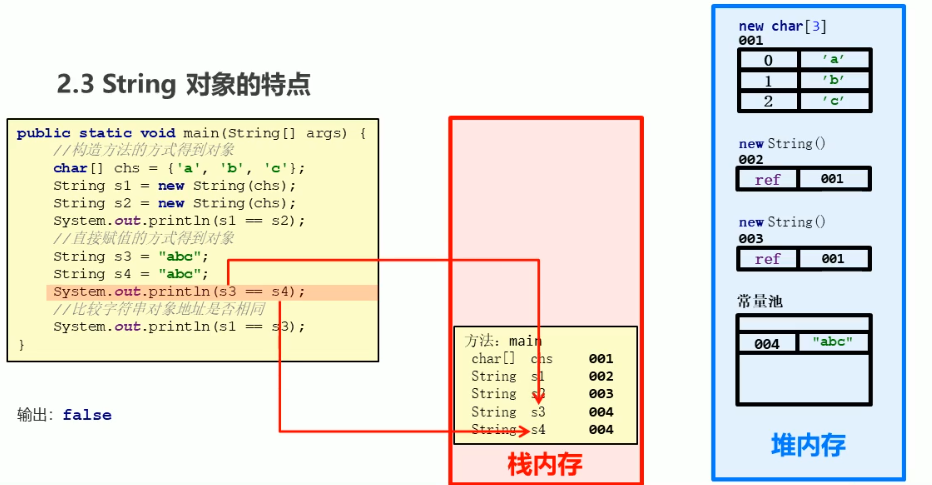 2.3 String 对象的特点
public static void main(String[] args) {
//构造方法的方式得到对象
char[] chs = {'a', 'b', 'c'};
String s1 = new String(chs);
String s2 = new String(chs);
System.out.println(s1 == s2);
//直接赋值的方式得到对象
String s3 = "abc";
String s4 = "abc";
System.out.println(s3 == s4);
//比较字符串对象地址是否相同
System.out.println(s1 == s3);
}
输出：false
方法：main
char[] chs 001
String s1 002
String s2 003
String s3 004
String s4 004
栈内存
new char[3]
001
0 'a'
1 'b'
2 'c'
new String()
002
ref 001
new String()
003
ref 001
常量池
004 "abc"
堆内存